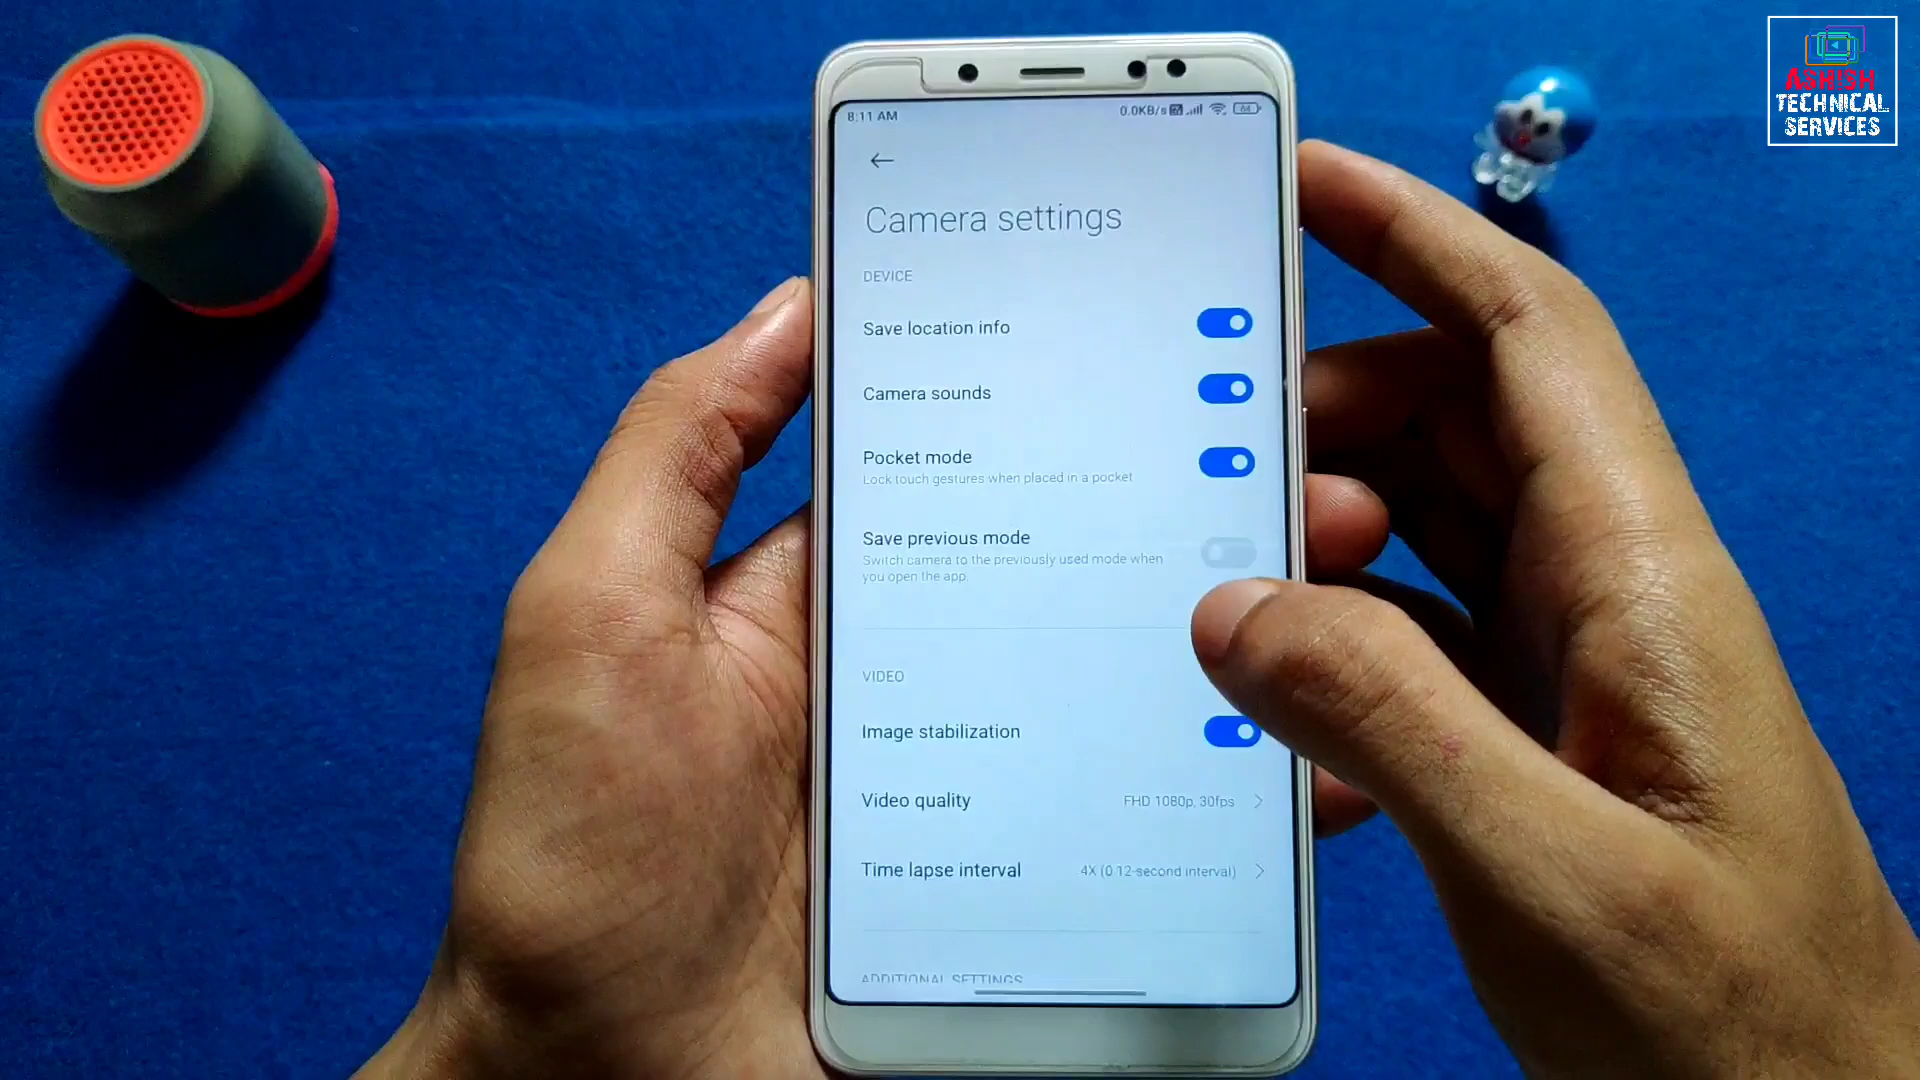 ASHISH
TECHNICAL
SERVICES
8:11 AM
0.0KB/s
64
Camera settings
DEVICE
Save location info
Camera sounds
Pocket mode
Lock touch gestures when placed in a pocket
Save previous mode
Switch camera to the previously used mode when
you open the app.
VIDEO
Image stabilization
Video quality
FHD 1080p, 30fps
Time lapse interval
4X (0.12-second interval)
ADDITIONAL SETTINGS